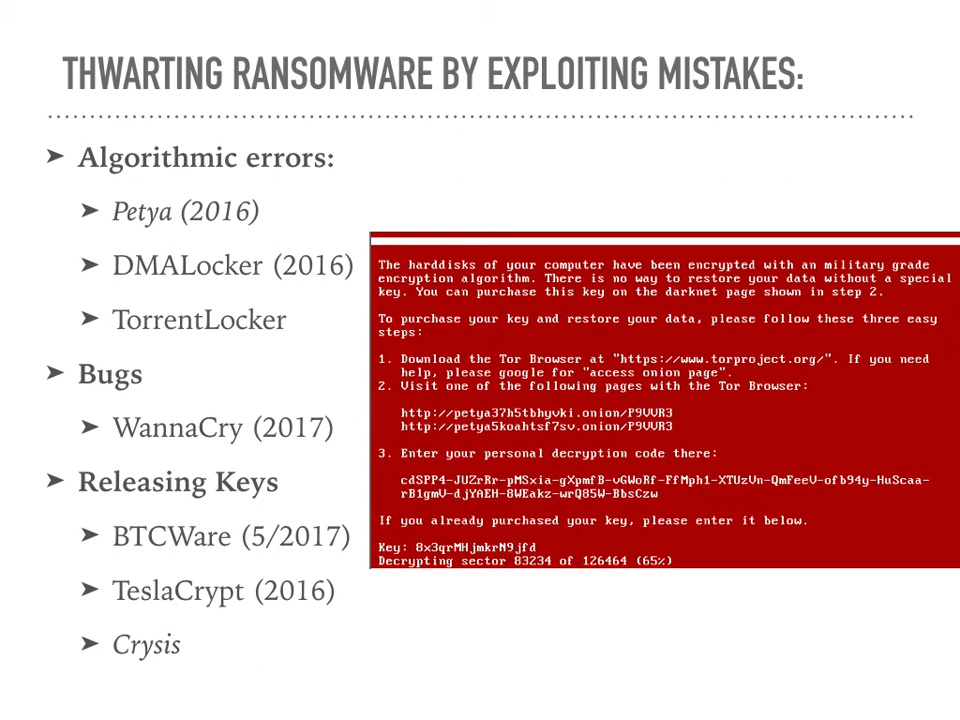 THWARTING RANSOMWARE BY EXPLOITING MISTAKES:
➤ Algorithmic errors:
➤ Petya (2016)
➤ DMALocker (2016)
➤ TorrentLocker
➤ Bugs
➤ WannaCry (2017)
➤ Releasing Keys
➤ BTCWare (5/2017)
➤ TeslaCrypt (2016)
➤ Crysis
The harddisks of your computer have been encrypted with an military grade
encryption algorithm. There is no way to restore your data without a special
key. You can purchase this key on the darknet page shown in step 2.
To purchase your key and restore your data, please follow these three easy
steps:
1. Download the Tor Browser at "https://www.torproject.org/". If you need
help, please google for "access onion page".
2. Visit one of the following pages with the Tor Browser:
http://petya37h5tbhyvki.onion/P9VVR3
http://petya5koahtsf7sv.onion/P9VVR3
3. Enter your personal decryption code there:
cdSPP4-JUZrRr-pMSxia-gXpmfB-vGWoRf-FfMph1-XTUzVn-QmFeeV-ofb94y-HuScaa-
rB1gmV-djYAEH-8WEakz-wrQ85W-BbsCzw
If you already purchased your key, please enter it below.
Key: 8x3qrMHjmkrN9jfd
Decrypting sector 83234 of 126464 (65%)